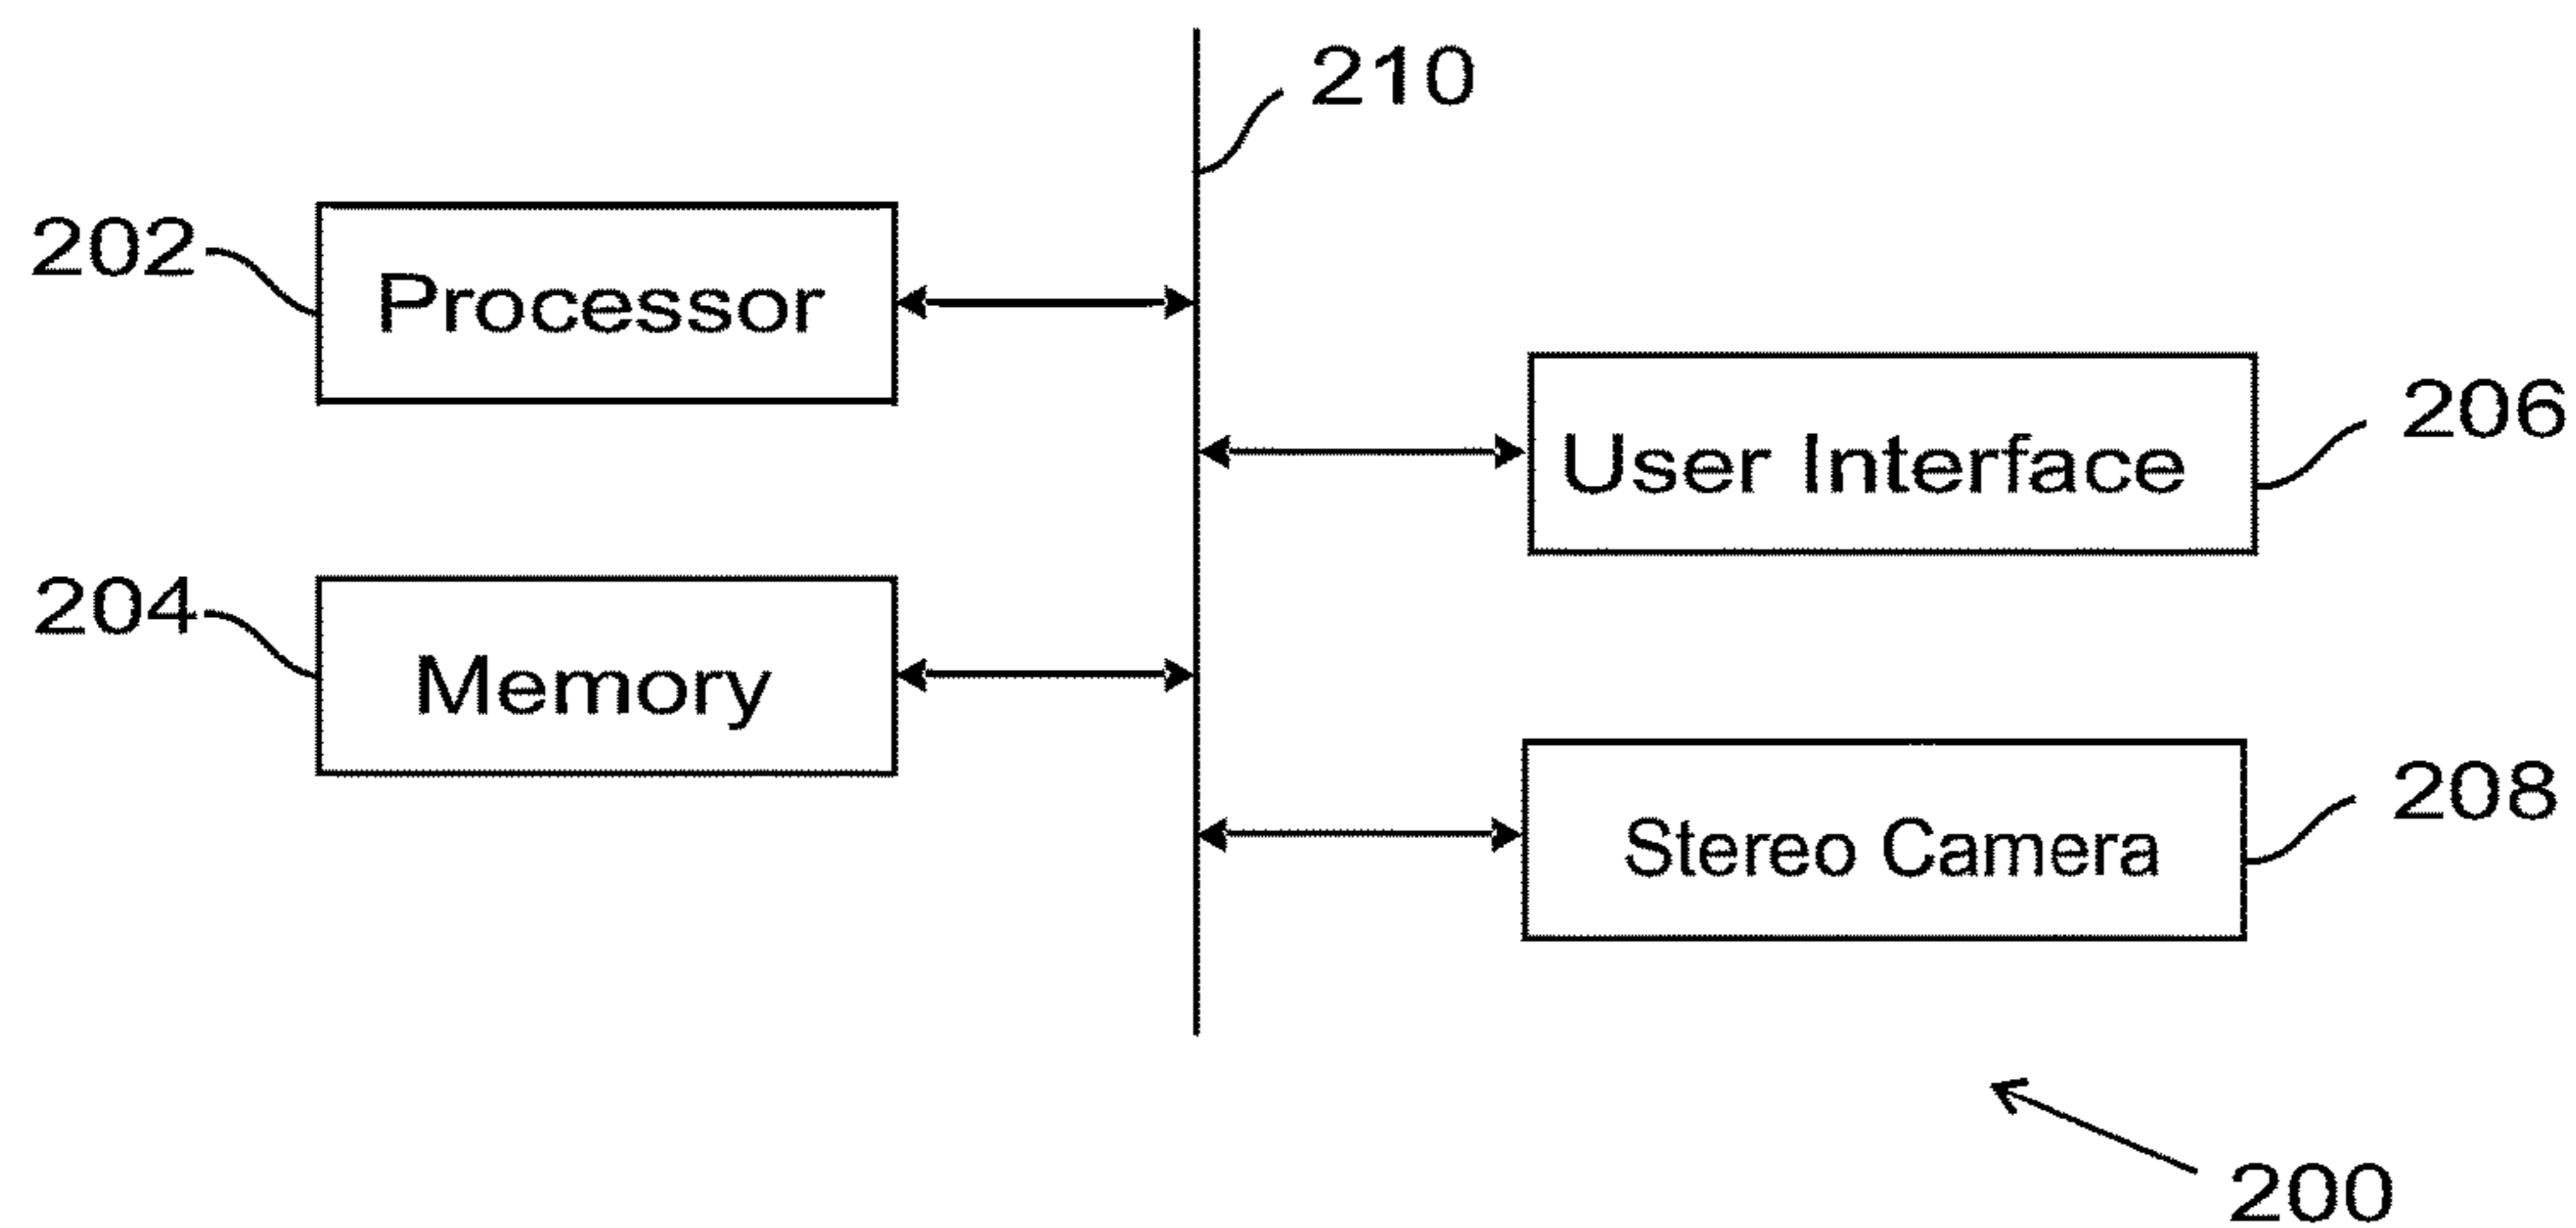 210
202
Processor
206
User Interface
204
Memory
208
Stereo Camera
200